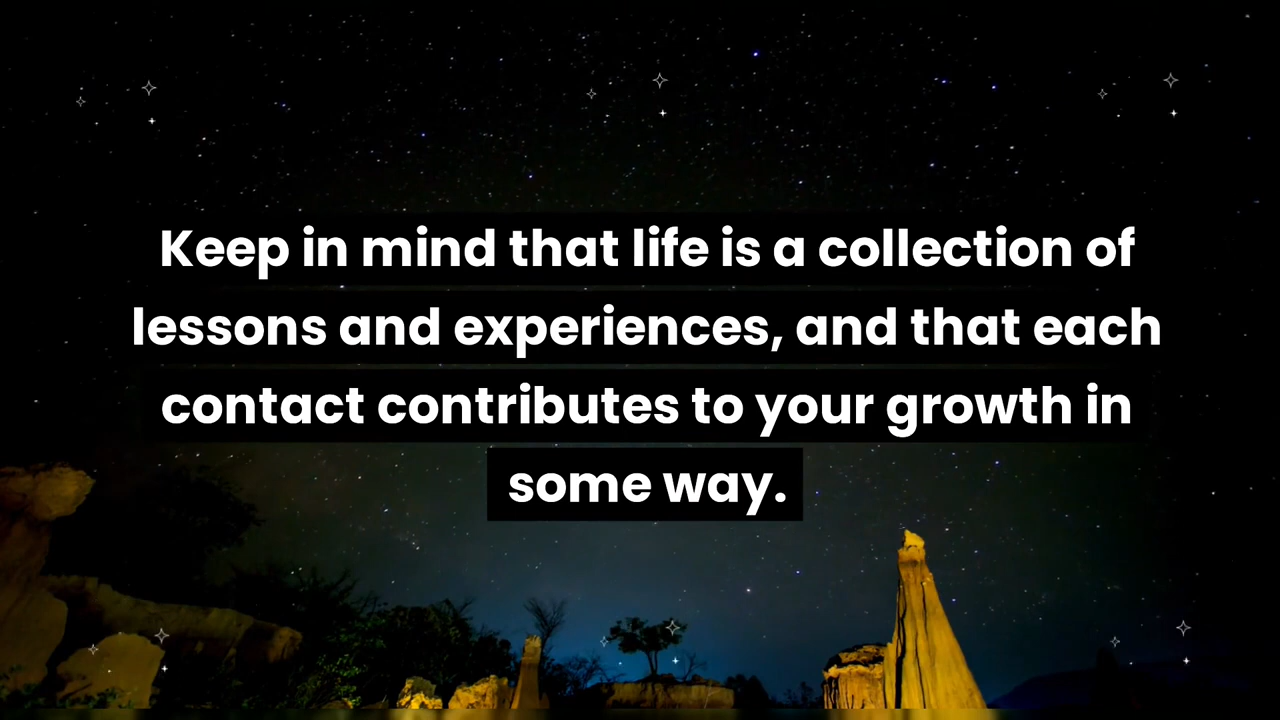 Keep in mind that life is a collection of
lessons and experiences, and that each
contact contributes to your growth in
some way.